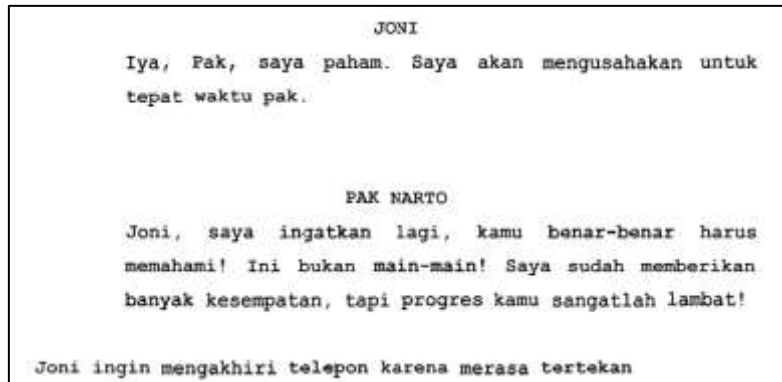 JONI
Iya, Pak, saya paham. Saya akan mengusahakan untuk
tepat waktu pak.
PAK NARTO
Joni, saya ingatkan lagi, kamu benar-benar harus
memahami! Ini bukan main-main! Saya sudah memberikan
banyak kesempatan, tapi progres kamu sangatlah lambat!
Joni ingin mengakhiri telepon karena merasa tertekan